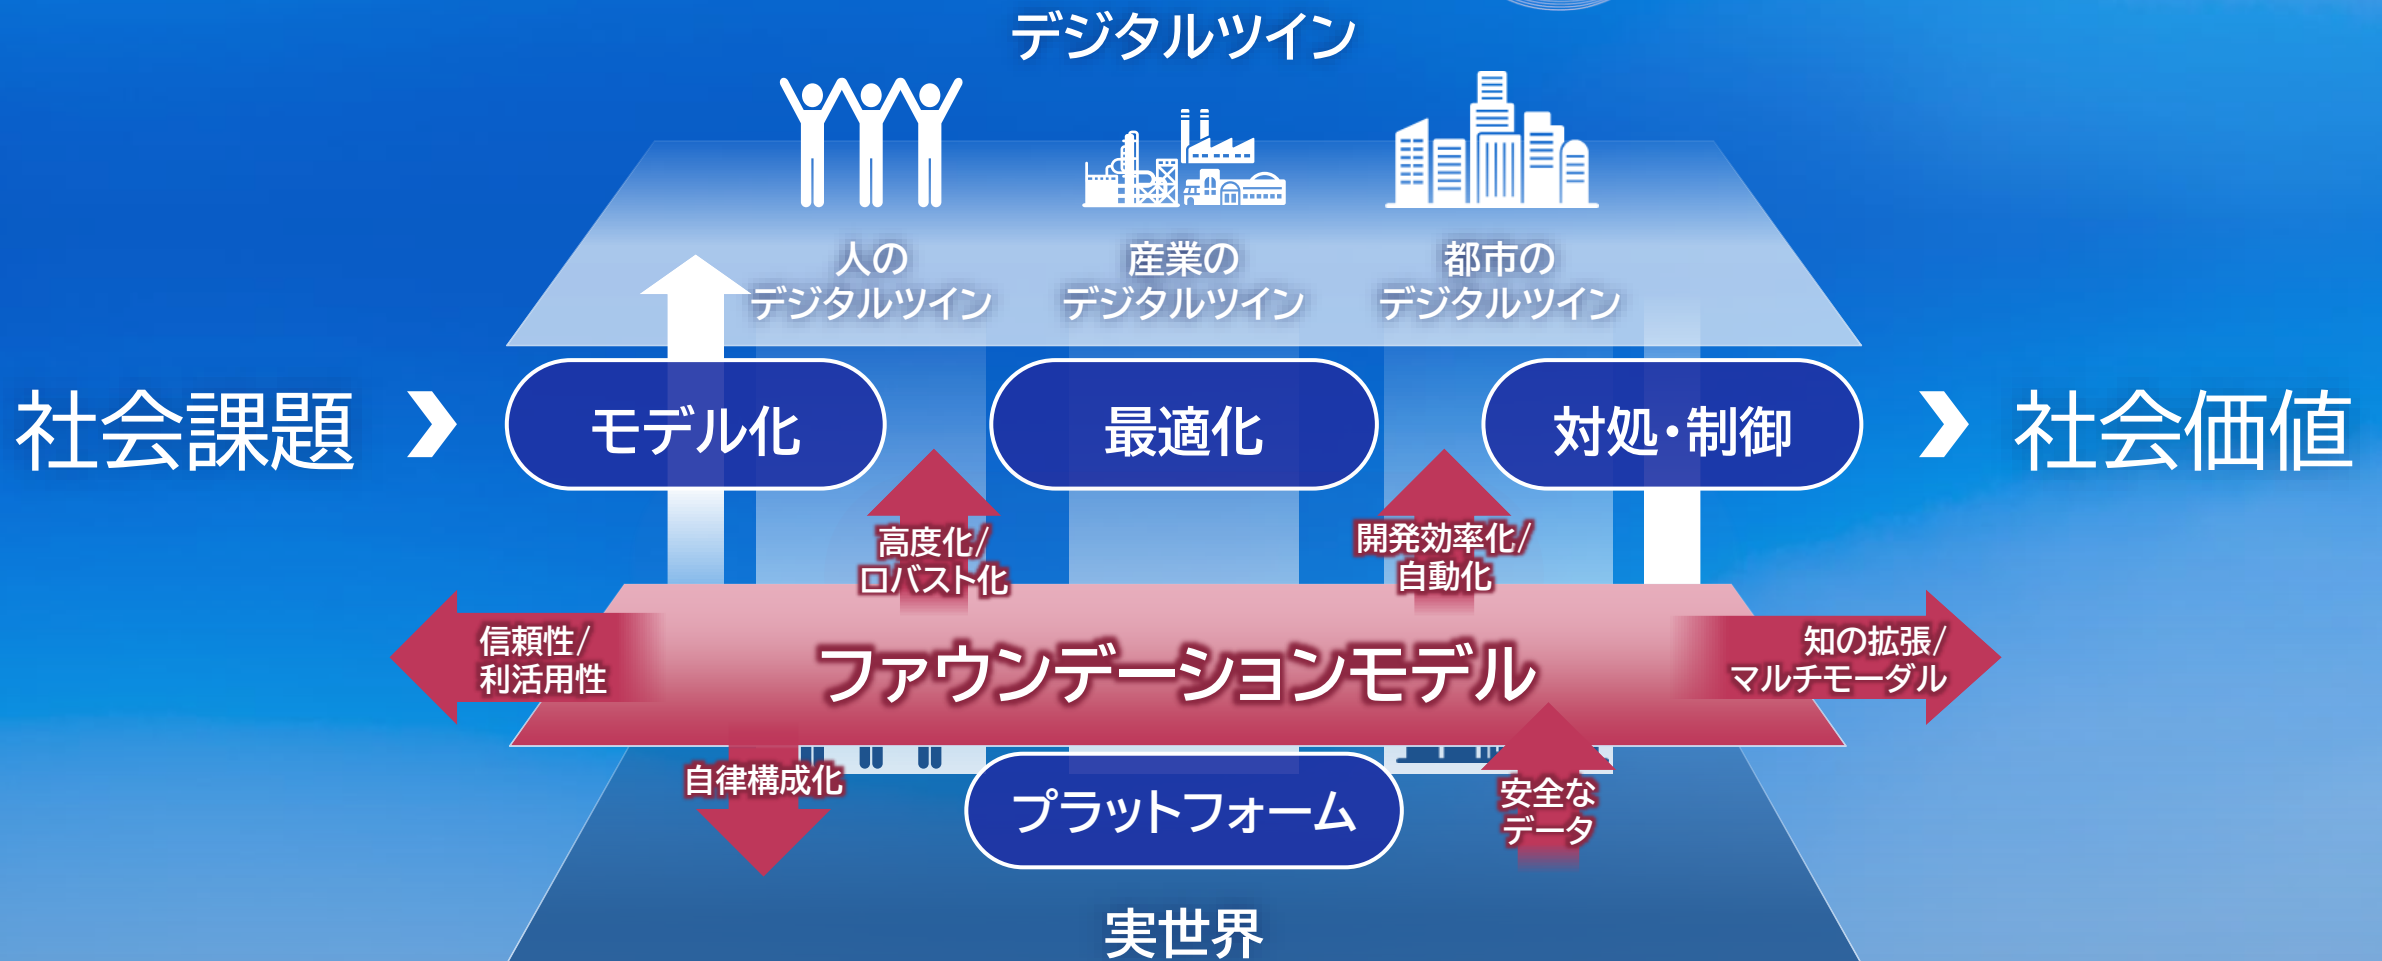 デジタルツイン
人の
デジタルツイン
産業の
デジタルツイン
都市の
デジタルツイン
社会課題
モデル化
最適化
対処・制御
社会価値
高度化/
ロバスト化
開発効率化/
自動化
信頼性/
利活用性
ファウンデーションモデル
知の拡張/
マルチモーダル
自律構成化
プラットフォーム
安全な
データ
実世界